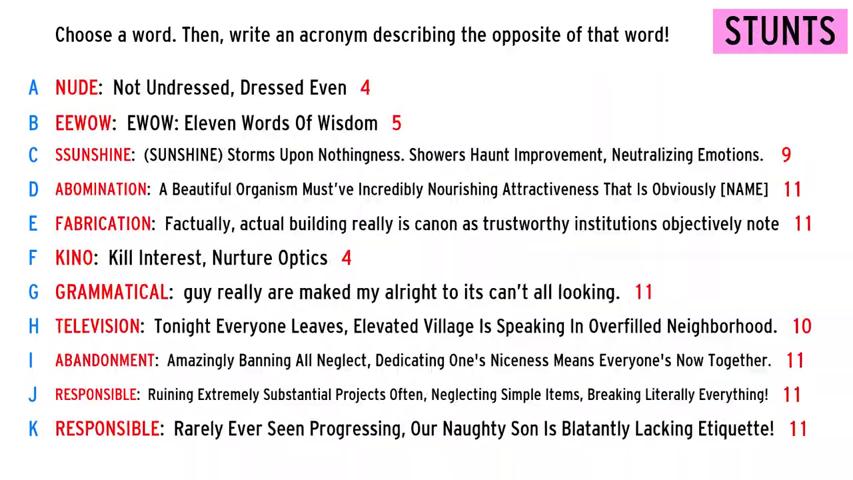 Choose a word. Then, write an acronym describing the opposite of that word! STUNTS
A NUDE: Not Undressed, Dressed Even 4
B EEWOW: EWOW: Eleven Words Of Wisdom 5
C SSUNSHINE: (SUNSHINE) Storms Upon Nothingness. Showers Haunt Improvement, Neutralizing Emotions. 9
D ABOMINATION: A Beautiful Organism Must've Incredibly Nourishing Attractiveness That Is Obviously [NAME] 11
E FABRICATION: Factually, actual building really is canon as trustworthy institutions objectively note 11
F KINO: Kill Interest, Nurture Optics 4
G GRAMMATICAL: guy really are maked my alright to its can't all looking. 11
H TELEVISION: Tonight Everyone Leaves, Elevated Village Is Speaking In Overfilled Neighborhood. 10
I ABANDONMENT: Amazingly Banning All Neglect, Dedicating One's Niceness Means Everyone's Now Together. 11
J RESPONSIBLE: Ruining Extremely Substantial Projects Often, Neglecting Simple Items, Breaking Literally Everything! 11
K RESPONSIBLE: Rarely Ever Seen Progressing, Our Naughty Son Is Blatantly Lacking Etiquette! 11